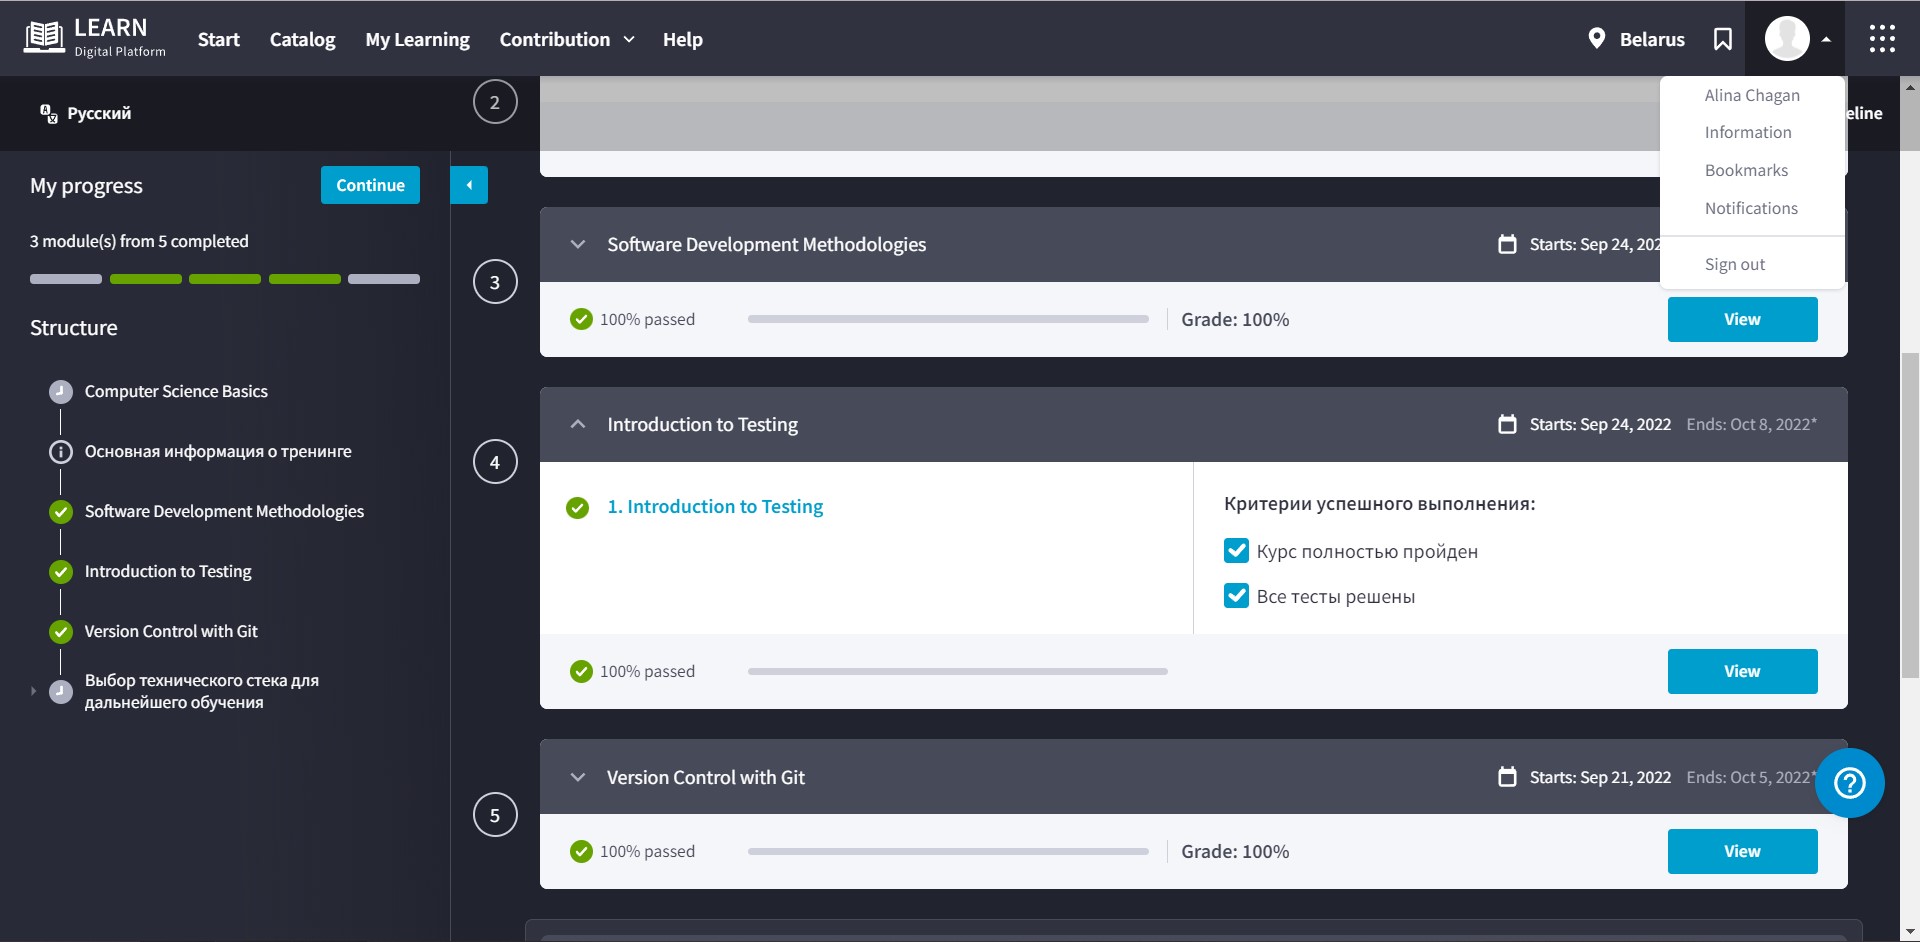 LEARN
Digital Platform
Start
Catalog
My Learning
Contribution
Help
Belarus
Русский
Alina Chagan
Information
Bookmarks
Notifications
Sign out
eline
My progress
Continue
3 module(s) from 5 completed
Structure
Computer Science Basics
Основная информация о тренинге
Software Development Methodologies
Introduction to Testing
Version Control with Git
Выбор технического стека для
дальнейшего обучения
2
3
Software Development Methodologies
Starts: Sep 24, 202
100% passed
Grade: 100%
View
4
Introduction to Testing
Starts: Sep 24, 2022 Ends: Oct 8, 2022*
1. Introduction to Testing
Критерии успешного выполнения:
Курс полностью пройден
Все тесты решены
100% passed
View
5
Version Control with Git
Starts: Sep 21, 2022 Ends: Oct 5, 2022*
100% passed
Grade: 100%
View